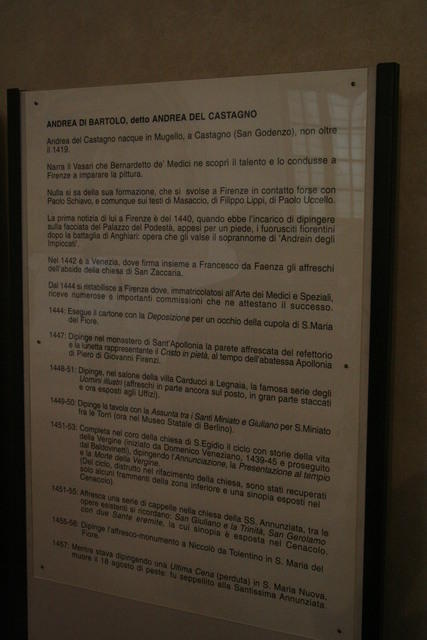 ANDREA DI BARTOLO, detto ANDREA DEL CASTAGNO
Andrea del Castagno nacque in Mugello, a Castagno (San Godenzo), non oltre
il 1419.
Narra il Vasari che Bernardetto de' Medici ne scoprì il talento e lo condusse a
Firenze a imparare la pittura.
Nulla si sa della sua formazione, che si svolse a Firenze in contatto forse con
Paolo Schiavo, e comunque sui testi di Masaccio, di Filippo Lippi, di Paolo Uccello.
La prima notizia di lui a Firenze è del 1440, quando ebbe l'incarico di dipingere
sulla facciata del Palazzo del Podestà, appesi per un piede, i fuorusciti fiorentini
dopo la battaglia di Anghiari: opera che gli valse il soprannome di 'Andrein degli
Impiccati'.
Nel 1442 è a Venezia, dove firma insieme a Francesco da Faenza gli affreschi
dell'abside della chiesa di San Zaccaria.
Dal 1444 si ristabilisce a Firenze dove, immatricolatosi all'Arte dei Medici e Speziali,
riceve numerose e importanti commissioni che ne attestano il successo.
1444: Esegue il cartone con la Deposizione per un occhio della cupola di S.Maria
del Fiore.
1447: Dipinge nel monastero di Sant'Apollonia la parete affrescata del refettorio
e la lunetta rappresentante il Cristo in pietà, al tempo dell'abatessa Apollonia
di Piero di Giovanni Firenzi.
1448-51: Dipinge, nel salone della villa Carducci a Legnaia, la famosa serie degli
Uomini illustri (affreschi in parte ancora sul posto, in gran parte staccati
e ora esposti agli Uffizi).
1449-50: Dipinge la tavola con la Assunta tra i Santi Miniato e Giuliano per S.Miniato
fra le Torri (ora nel Museo Statale di Berlino).
1451-53: Completa nel coro della chiesa di S.Egidio il ciclo con storie della vita
della Vergine (iniziato da Domenico Veneziano, 1439-45 e proseguito
dal Baldovinetti), dipingendo l'Annunciazione, la Presentazione al tempio
e la Morte della Vergine.
(Del ciclo, distrutto nel rifacimento della chiesa, sono stati recuperati
solo alcuni frammenti della zona inferiore e una sinopia esposti nel
Cenacolo).
1451-55: Affresca una serie di cappelle nella chiesa della SS. Annunziata, tra le
opere esistenti si ricordano: San Giuliano e la Trinità, San Gerolamo
con due Sante eremite, la cui sinopia è esposta nel Cenacolo.
1455-56: Dipinge l'affresco-monumento a Niccolò da Tolentino in S. Maria del
Fiore.
1457: Mentre stava dipingendo una Ultima Cena (perduta) in S. Maria Nuova,
muore il 18 agosto di peste: fu seppellito alla Santissima Annunziata.